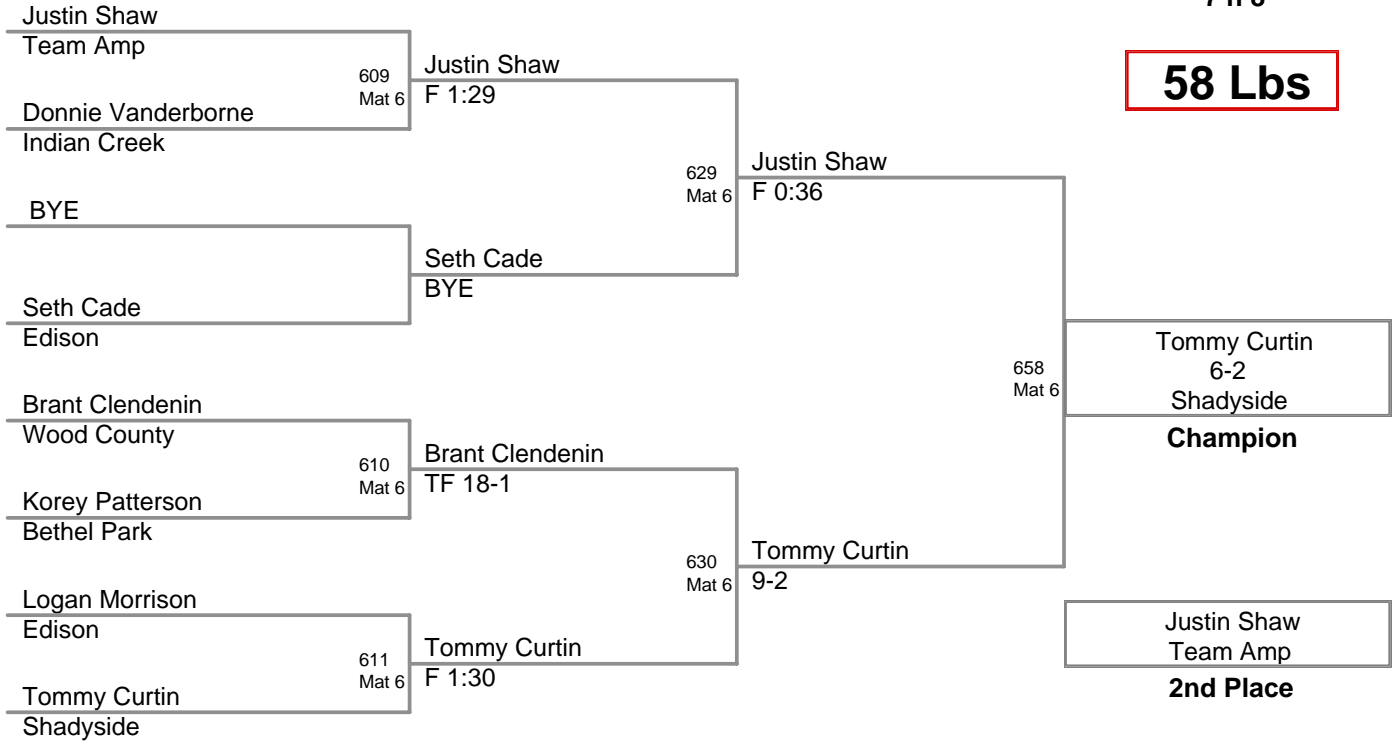 7 n 8
58 Lbs
Justin Shaw
Team Amp
609
Mat 6
Donnie Vanderborne
Indian Creek
Justin Shaw
F 1:29
BYE
Seth Cade
Edison
Seth Cade
BYE
629
Mat 6
Justin Shaw
F 0:36
Brant Clendenin
Wood County
610
Mat 6
Korey Patterson
Bethel Park
Brant Clendenin
TF 18-1
Logan Morrison
Edison
611
Mat 6
Tommy Curtin
Shadyside
Tommy Curtin
F 1:30
630
Mat 6
Tommy Curtin
9-2
658
Mat 6
Tommy Curtin
6-2
Shadyside
Champion
Justin Shaw
Team Amp
2nd Place